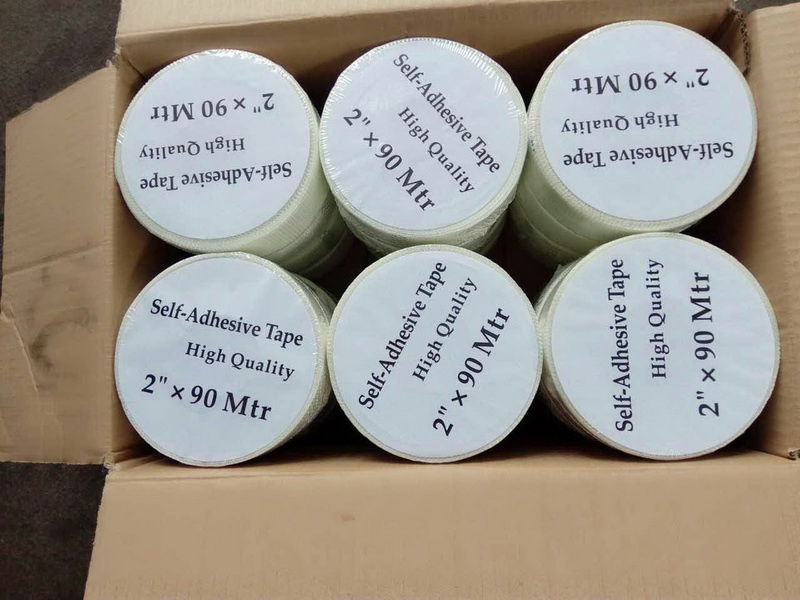 2" × 90 Mtr
High Quality
Self-Adhesive Tape
Self-Adhesive Tape
High Quality
2" × 90 Mtr
2" × 90 Mtr
High Quality
Self-Adhesive Tape
Self-Adhesive Tape
High Quality
2" × 90 Mtr
Self-Adhesive Tape
High Quality
2" × 90 Mtr
Self-Adhesive Tape
High Quality
2" × 90 Mtr